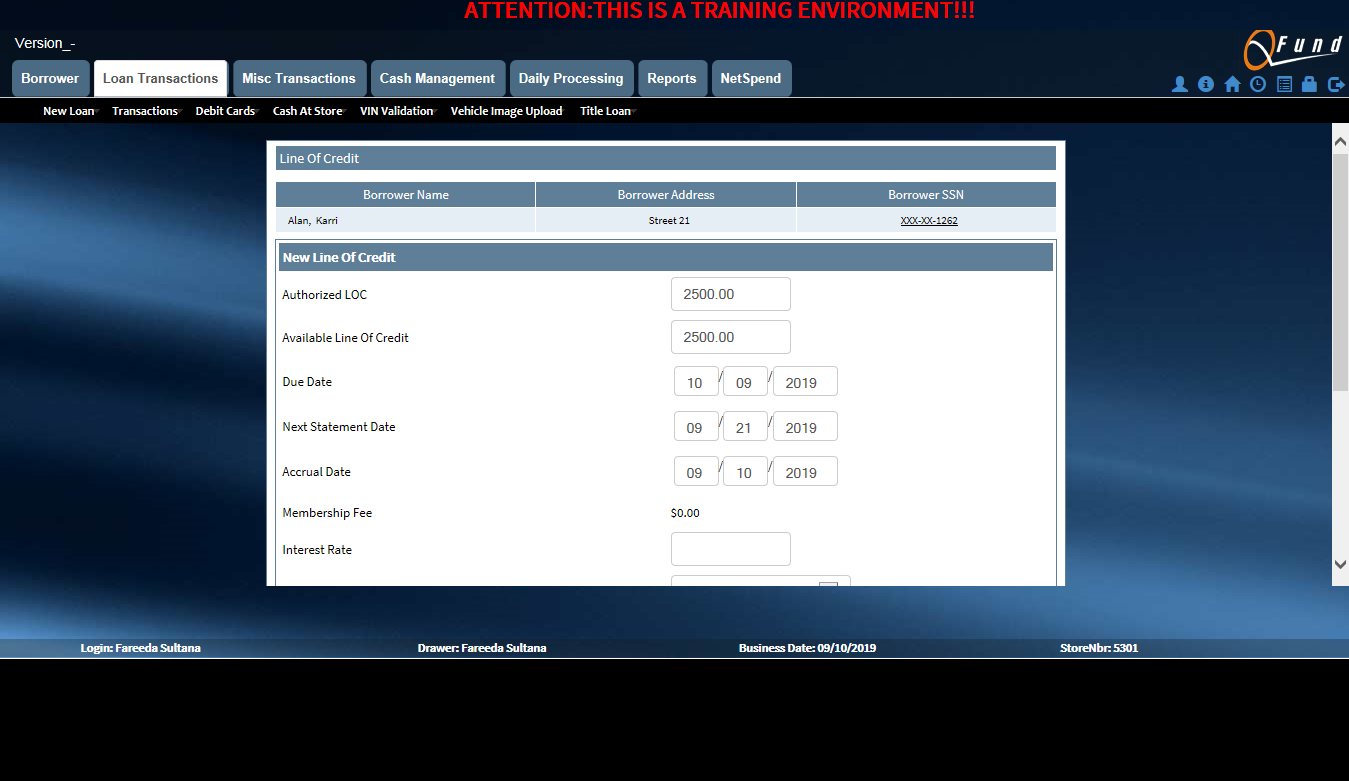 ATTENTION:THIS IS A TRAINING ENVIRONMENT!!!
Version_-
QFund
Borrower Loan Transactions Misc Transactions Cash Management Daily Processing Reports NetSpend
New Loan Transactions Debit Cards Cash At Store VIN Validation Vehicle Image Upload Title Loan
Line Of Credit
Borrower Name Borrower Address Borrower SSN
Alan, Karri Street 21 XXX-XX-1262
New Line Of Credit
Authorized LOC 2500.00
Available Line Of Credit 2500.00
Due Date 10 / 09 / 2019
Next Statement Date 09 / 21 / 2019
Accrual Date 09 / 10 / 2019
Membership Fee $0.00
Interest Rate
Login: Fareeda Sultana Drawer: Fareeda Sultana Business Date: 09/10/2019 StoreNbr: 5301